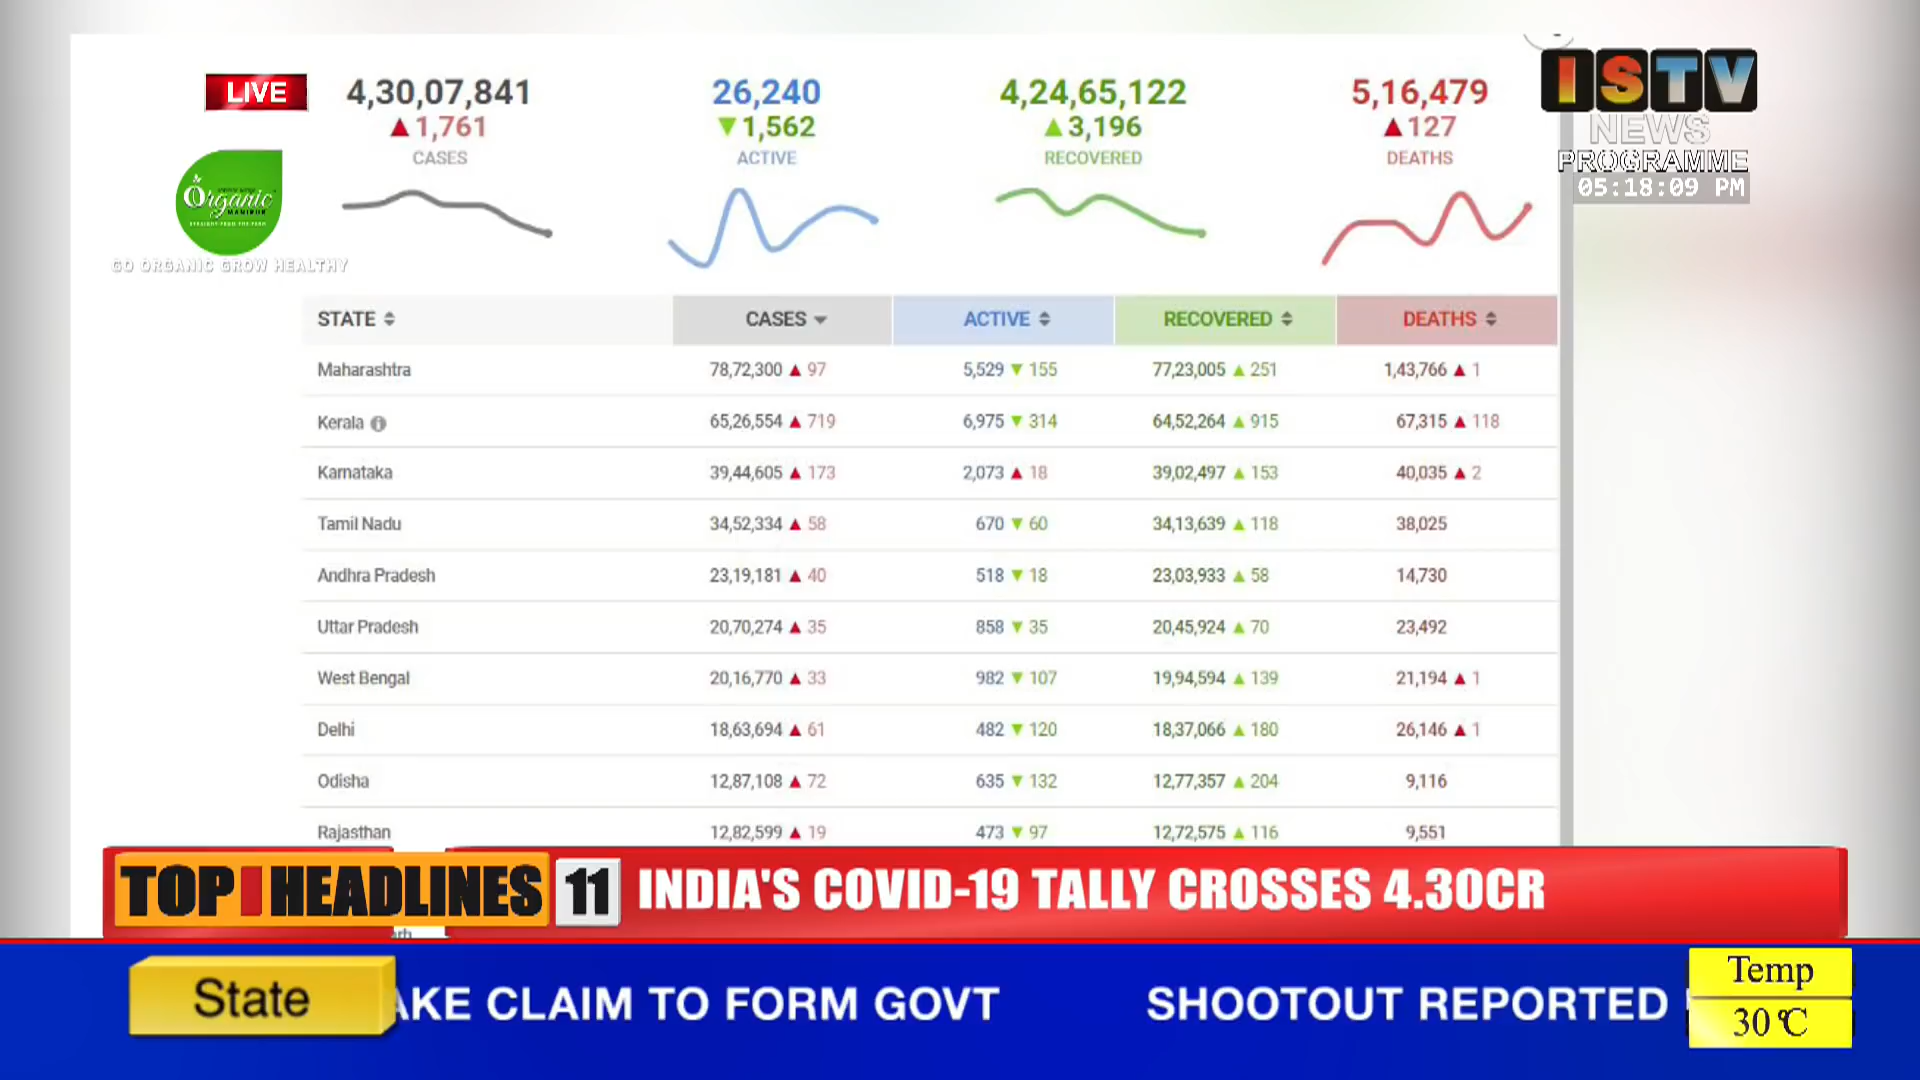 LIVE
4,30,07,841
▲1,761
CASES
26,240
▼1,562
ACTIVE
4,24,65,122
▲3,196
RECOVERED
5,16,479
▲127
DEATHS
ISTV
NEWS
PROGRAMME
05:18:09 PM
Organic
MANIPUR
GO ORGANIC GROW HEALTHY
STATE CASES ACTIVE RECOVERED DEATHS
Maharashtra 78,72,300 ▲ 97 5,529 ▼ 155 77,23,005 ▲ 251 1,43,766 ▲ 1
Kerala 65,26,554 ▲ 719 6,975 ▼ 314 64,52,264 ▲ 915 67,315 ▲ 118
Karnataka 39,44,605 ▲ 173 2,073 ▲ 18 39,02,497 ▲ 153 40,035 ▲ 2
Tamil Nadu 34,52,334 ▲ 58 670 ▼ 60 34,13,639 ▲ 118 38,025
Andhra Pradesh 23,19,181 ▲ 40 518 ▼ 18 23,03,933 ▲ 58 14,730
Uttar Pradesh 20,70,274 ▲ 35 858 ▼ 35 20,45,924 ▲ 70 23,492
West Bengal 20,16,770 ▲ 33 982 ▼ 107 19,94,594 ▲ 139 21,194 ▲ 1
Delhi 18,63,694 ▲ 61 482 ▼ 120 18,37,066 ▲ 180 26,146 ▲ 1
Odisha 12,87,108 ▲ 72 635 ▼ 132 12,77,357 ▲ 204 9,116
Rajasthan 12,82,599 ▲ 19 473 ▼ 97 12,72,575 ▲ 116 9,551
TOP HEADLINES 11 INDIA'S COVID-19 TALLY CROSSES 4.30CR
State AKE CLAIM TO FORM GOVT SHOOTOUT REPORTED
Temp
30°C